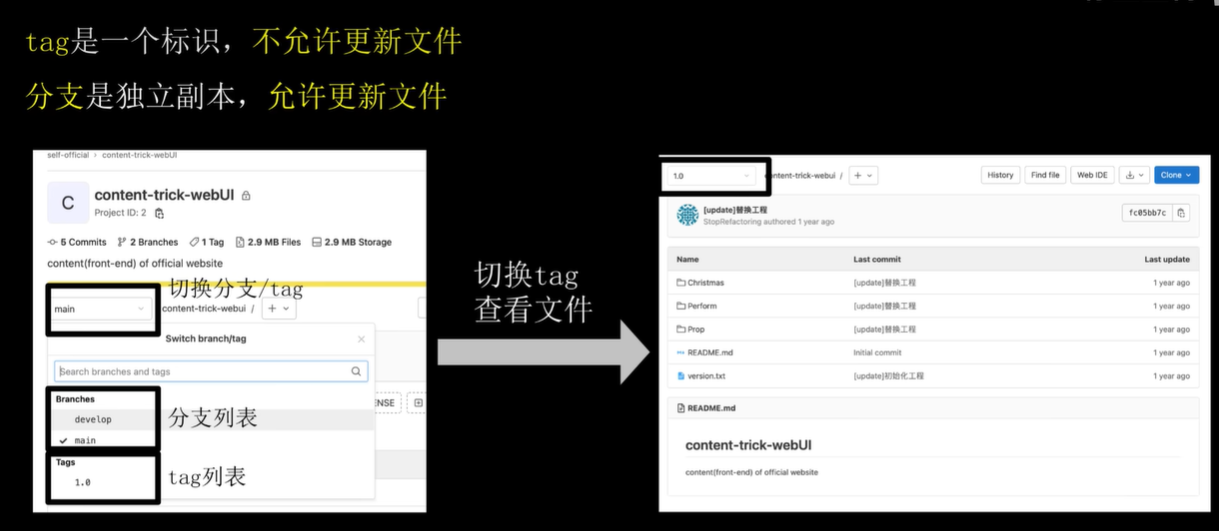 tag是一个标识，不允许更新文件
分支是独立副本，允许更新文件
self-official › content-trick-webUI
C
content-trick-webUI
Project ID: 2
5 Commits 2 Branches 1 Tag 2.9 MB Files 2.9 MB Storage
content(front-end) of official website
切换分支/tag
main
content-trick-webui / +
Switch branch/tag
Search branches and tags
Branches
develop
分支列表
main
Tags
1.0
tag列表
切换tag
查看文件
1.0
ntent-trick-webui / +
History
Find file
Web IDE
Clone
[update]替换工程
StopRefactoring authored 1 year ago
fc05bb7c
Name Last commit Last update
Christmas [update]替换工程 1 year ago
Perform [update]替换工程 1 year ago
Prop [update]替换工程 1 year ago
README.md Initial commit 1 year ago
version.txt [update]初始化工程 1 year ago
README.md
content-trick-webUI
content(front-end) of official website